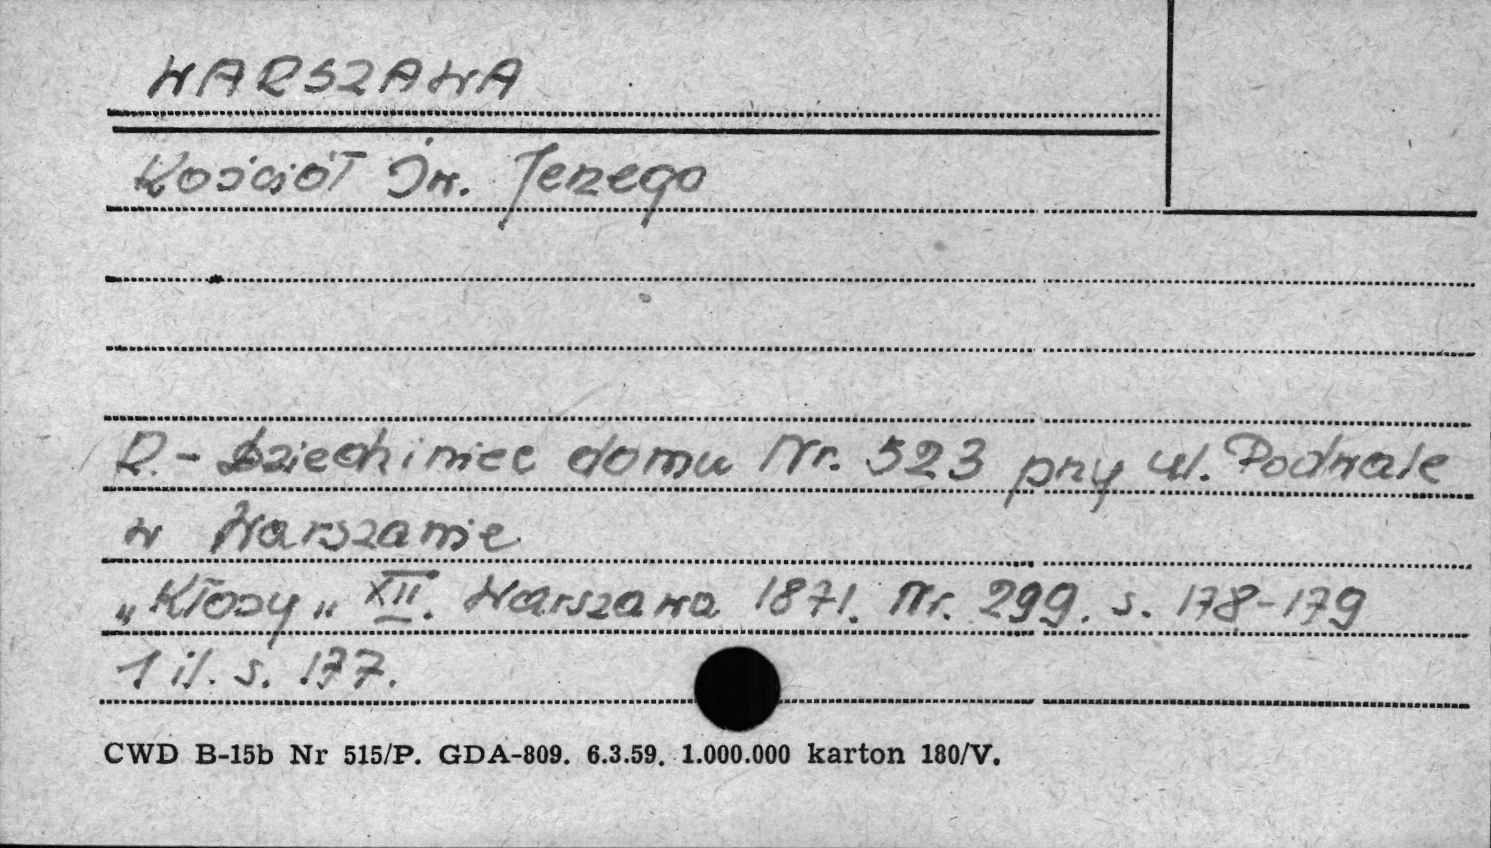 WARSZAWA
Kościół Św. Jerzego
R. - Dziedziniec domu Nr. 523 przy ul. Podwale
w Warszawie
„Kłosy„ XII. Warszawa 1871. Nr. 299. s. 178-179
1 il. s. 177.
CWD B-15b Nr 515/P. GDA-809. 6.3.59. 1.000.000 karton 180/V.